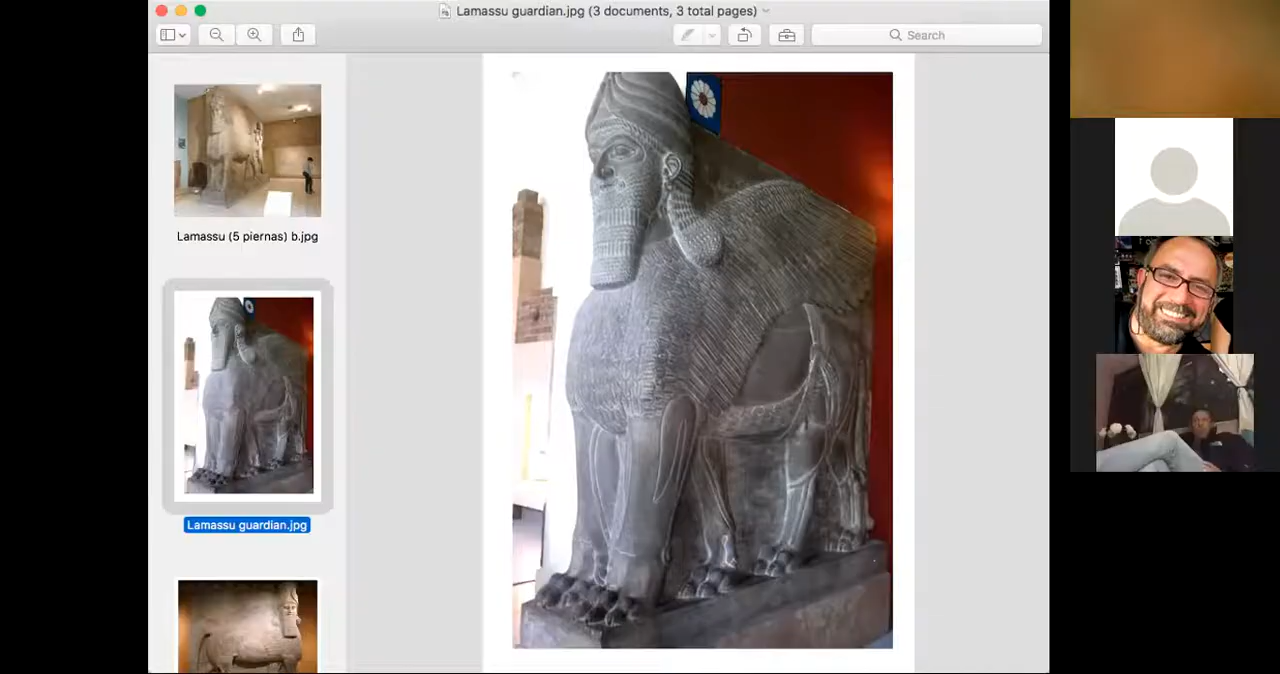 Lamassu guardian.jpg (3 documents, 3 total pages)
Search
Lamassu (5 piernas) b.jpg
Lamassu guardian.jpg